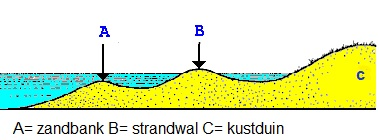 A B
C
A= zandbank B= strandwal C= kustduin